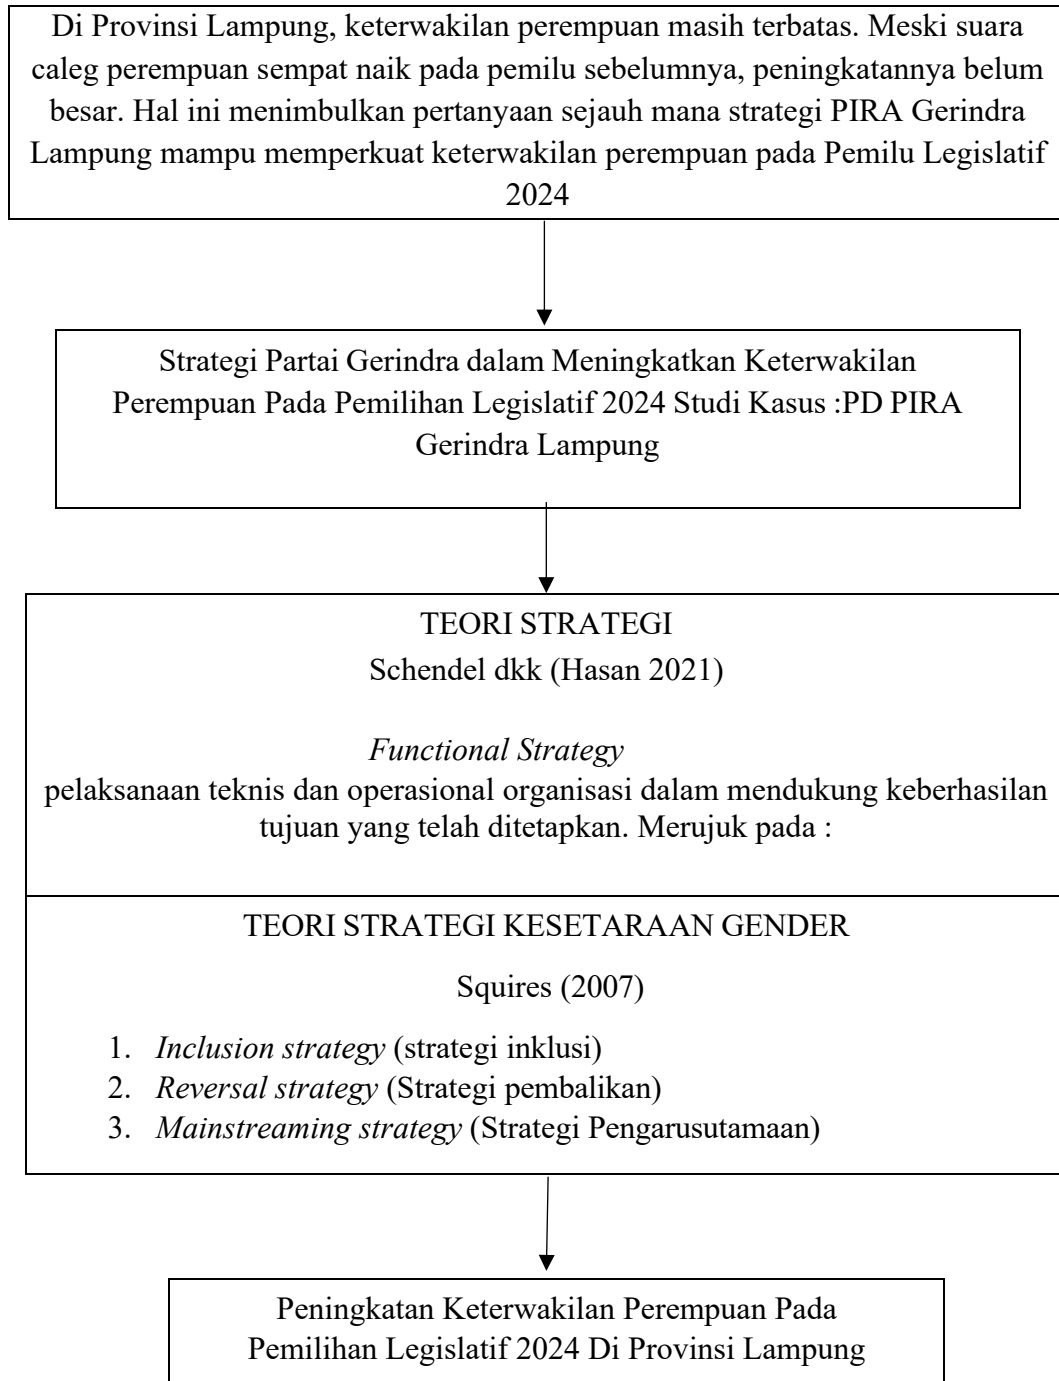 Di Provinsi Lampung, keterwakilan perempuan masih terbatas. Meski suara
caleg perempuan sempat naik pada pemilu sebelumnya, peningkatannya belum
besar. Hal ini menimbulkan pertanyaan sejauh mana strategi PIRA Gerindra
Lampung mampu memperkuat keterwakilan perempuan pada Pemilu Legislatif
2024
Strategi Partai Gerindra dalam Meningkatkan Keterwakilan
Perempuan Pada Pemilihan Legislatif 2024 Studi Kasus :PD PIRA
Gerindra Lampung
TEORI STRATEGI
Schendel dkk (Hasan 2021)
Functional Strategy
pelaksanaan teknis dan operasional organisasi dalam mendukung keberhasilan
tujuan yang telah ditetapkan. Merujuk pada :
TEORI STRATEGI KESETARAAN GENDER
Squires (2007)
1. Inclusion strategy (strategi inklusi)
2. Reversal strategy (Strategi pembalikan)
3. Mainstreaming strategy (Strategi Pengarusutamaan)
Peningkatan Keterwakilan Perempuan Pada
Pemilihan Legislatif 2024 Di Provinsi Lampung